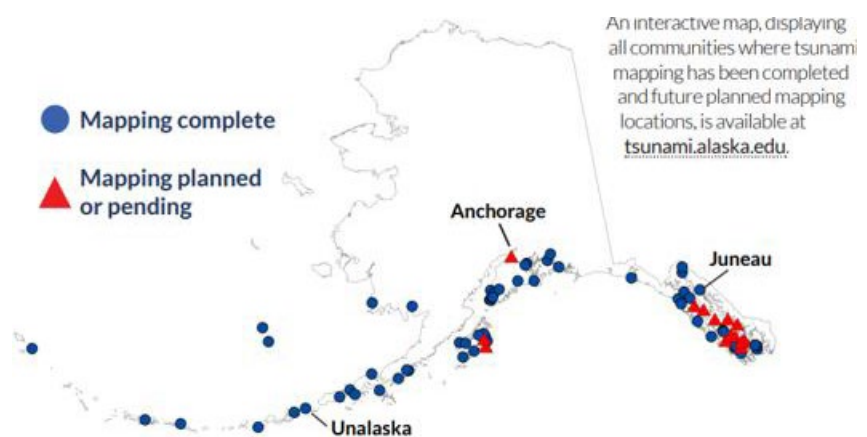 An interactive map, displaying
all communities where tsunami
mapping has been completed
and future planned mapping
locations, is available at
tsunami.alaska.edu.
Mapping complete
Mapping planned
or pending
Anchorage
Juneau
Unalaska